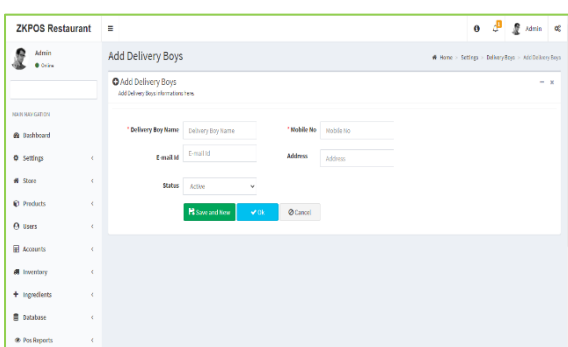 ZKPOS Restaurant
Admin
Admin
Online
Add Delivery Boys
Home > Settings > Delivery Boys > Add Delivery Boys
Add Delivery Boys
Add Delivery Boys informations here.
MAIN NAVIGATION
Dashboard
Settings
Store
Products
Users
Accounts
Inventory
Ingredients
Database
Pos Reports
* Delivery Boy Name
Delivery Boy Name
* Mobile No
Mobile No
E-mail Id
E-mail Id
Address
Address
Status
Active
Save and New
Ok
Cancel